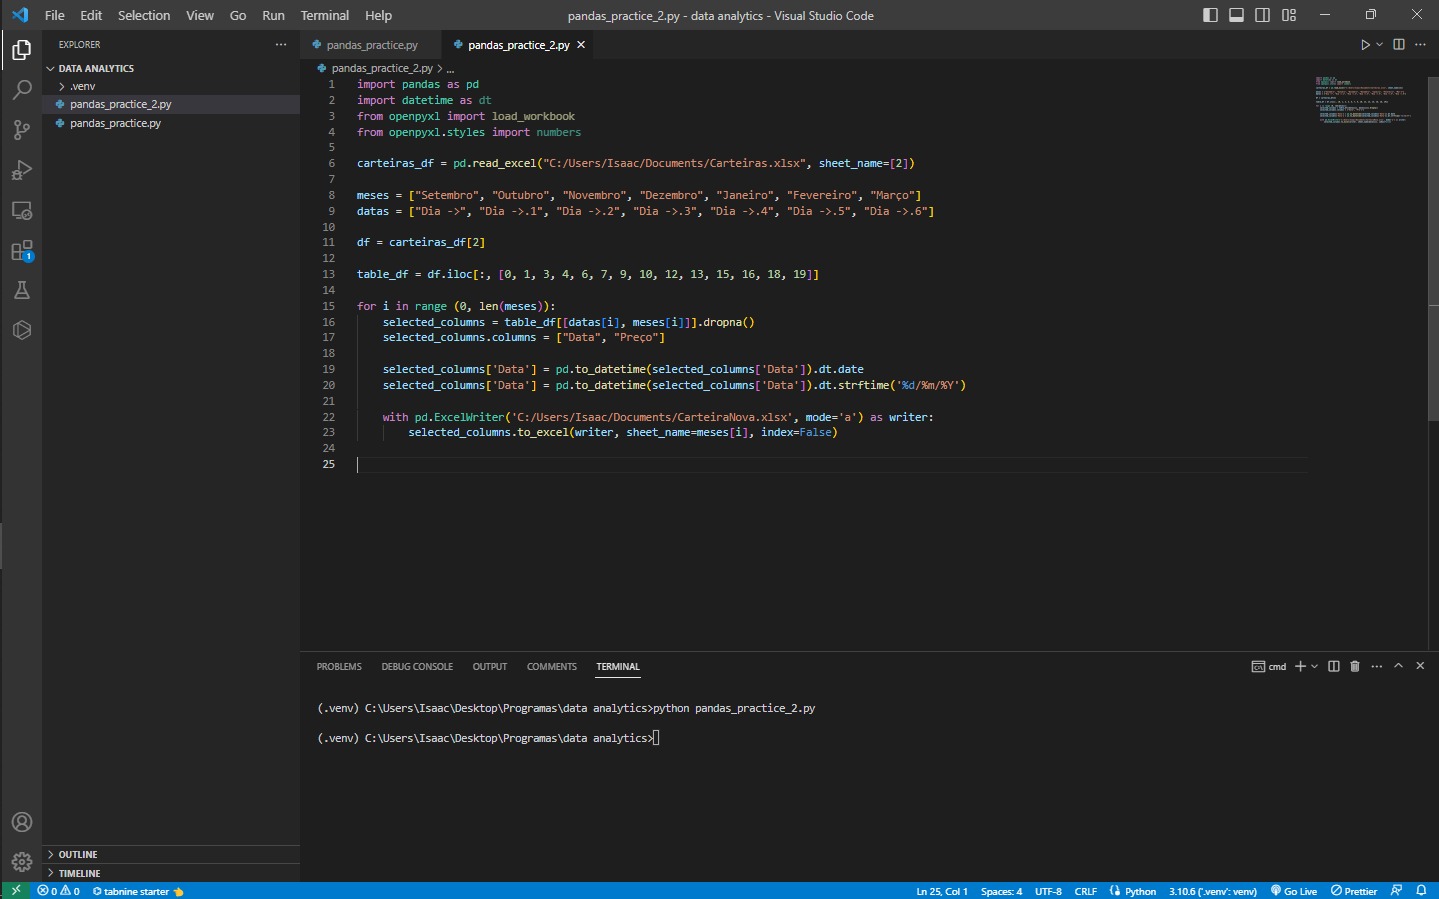 File Edit Selection View Go Run Terminal Help pandas_practice_2.py - data analytics - Visual Studio Code
EXPLORER
DATA ANALYTICS
.venv
pandas_practice_2.py
pandas_practice.py
OUTLINE
TIMELINE
pandas_practice.py pandas_practice_2.py
pandas_practice_2.py > ...
1 import pandas as pd
2 import datetime as dt
3 from openpyxl import load_workbook
4 from openpyxl.styles import numbers
5
6 carteiras_df = pd.read_excel("C:/Users/Isaac/Documents/Carteiras.xlsx", sheet_name=[2])
7
8 meses = ["Setembro", "Outubro", "Novembro", "Dezembro", "Janeiro", "Fevereiro", "Março"]
9 datas = ["Dia ->", "Dia ->.1", "Dia ->.2", "Dia ->.3", "Dia ->.4", "Dia ->.5", "Dia ->.6"]
10
11 df = carteiras_df[2]
12
13 table_df = df.iloc[:, [0, 1, 3, 4, 6, 7, 9, 10, 12, 13, 15, 16, 18, 19]]
14
15 for i in range (0, len(meses)):
16 selected_columns = table_df[[datas[i], meses[i]]].dropna()
17 selected_columns.columns = ["Data", "Preço"]
18
19 selected_columns['Data'] = pd.to_datetime(selected_columns['Data']).dt.date
20 selected_columns['Data'] = pd.to_datetime(selected_columns['Data']).dt.strftime('%d/%m/%Y')
21
22 with pd.ExcelWriter('C:/Users/Isaac/Documents/CarteiraNova.xlsx', mode='a') as writer:
23 selected_columns.to_excel(writer, sheet_name=meses[i], index=False)
24
25
PROBLEMS DEBUG CONSOLE OUTPUT COMMENTS TERMINAL cmd
(.venv) C:\Users\Isaac\Desktop\Programas\data analytics>python pandas_practice_2.py
(.venv) C:\Users\Isaac\Desktop\Programas\data analytics>
1
0 0 tabnine starter Ln 25, Col 1 Spaces: 4 UTF-8 CRLF Python 3.10.6 ('.venv': venv) Go Live Prettier